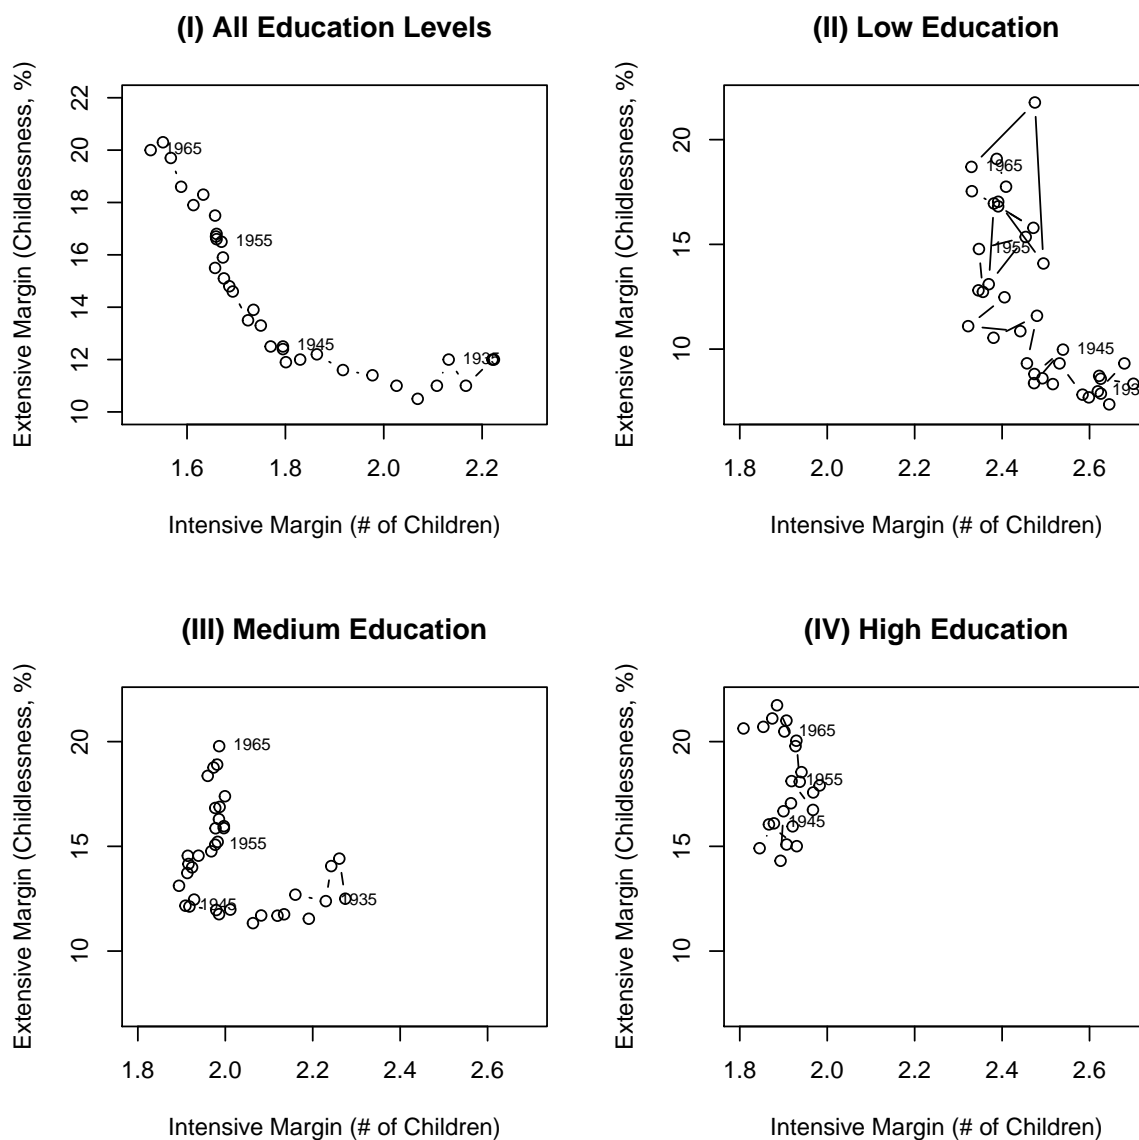 (I) All Education Levels
Extensive Margin (Childlessness, %)
22
20
18
16
14
12
10
1965
1955
1945
1935
1.6 1.8 2.0 2.2
Intensive Margin (# of Children)
(II) Low Education
Extensive Margin (Childlessness, %)
20
15
10
1965
1955
1945
193
1.8 2.0 2.2 2.4 2.6
Intensive Margin (# of Children)
(III) Medium Education
Extensive Margin (Childlessness, %)
20
15
10
1965
1955
1945
1935
1.8 2.0 2.2 2.4 2.6
Intensive Margin (# of Children)
(IV) High Education
Extensive Margin (Childlessness, %)
20
15
10
1965
1955
1945
1.8 2.0 2.2 2.4 2.6
Intensive Margin (# of Children)